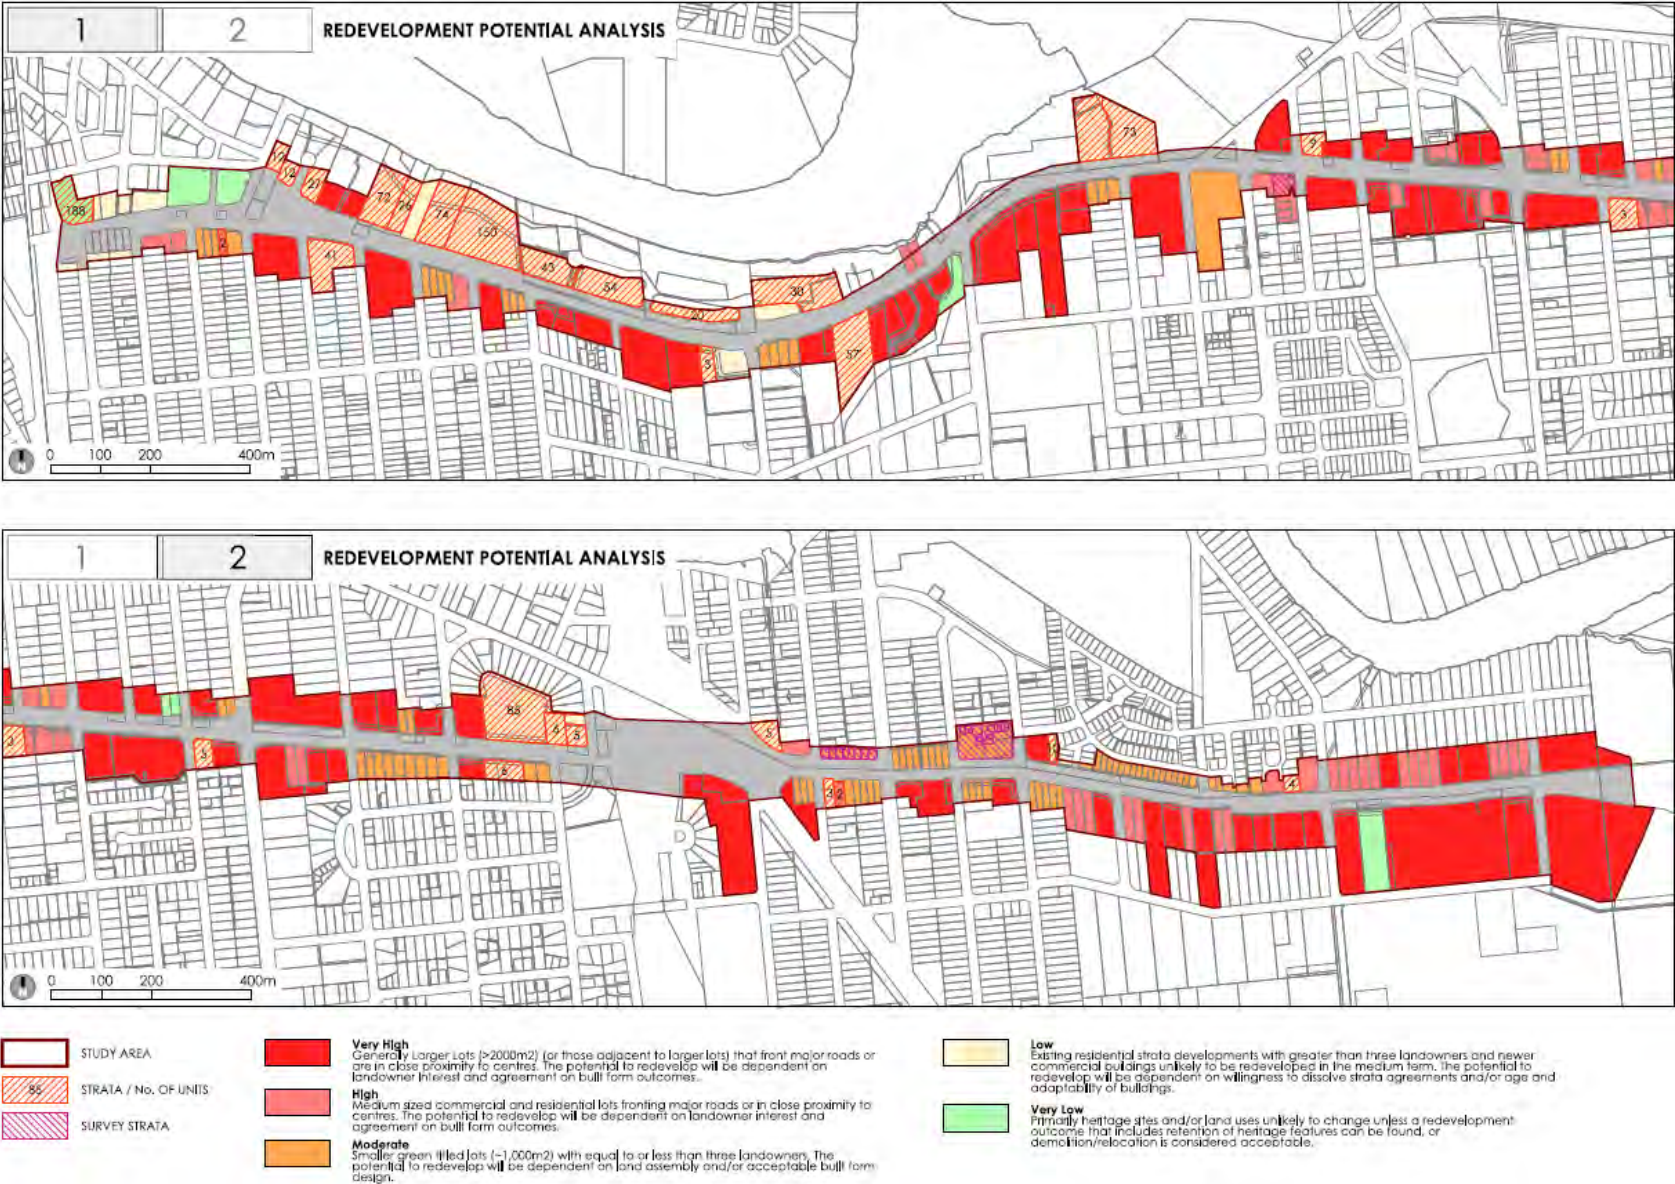 1
2
REDEVELOPMENT POTENTIAL ANALYSIS
73
9
188
12
27
72
74
150
2
41
43
54
30
20
3
57
3
N
0 100 200 400m
1
2
REDEVELOPMENT POTENTIAL ANALYSIS
85
4
5
5
3
3
6
3 2
4
N
0 100 200 400m
STUDY AREA
85
STRATA / No. OF UNITS
SURVEY STRATA
Very High
Generally Larger Lots (>2000m2) (or those adjacent to larger lots) that front major roads or
are in close proximity to centres. The potential to redevelop will be dependent on
landowner interest and agreement on built form outcomes.
High
Medium sized commercial and residential lots fronting major roads or in close proximity to
centres. The potential to redevelop will be dependent on landowner interest and
agreement on built form outcomes.
Moderate
Smaller green titled lots (~1,000m2) with equal to or less than three landowners. The
potential to redevelop will be dependent on land assembly and/or acceptable built form
design.
Low
Existing residential strata developments with greater than three landowners and newer
commercial buildings unlikely to be redeveloped in the medium term. The potential to
redevelop will be dependent on willingness to dissolve strata agreements and/or age and
adaptability of buildings.
Very Low
Primarily heritage sites and/or land uses unlikely to change unless a redevelopment
outcome that includes retention of heritage features can be found, or
demolition/relocation is considered acceptable.